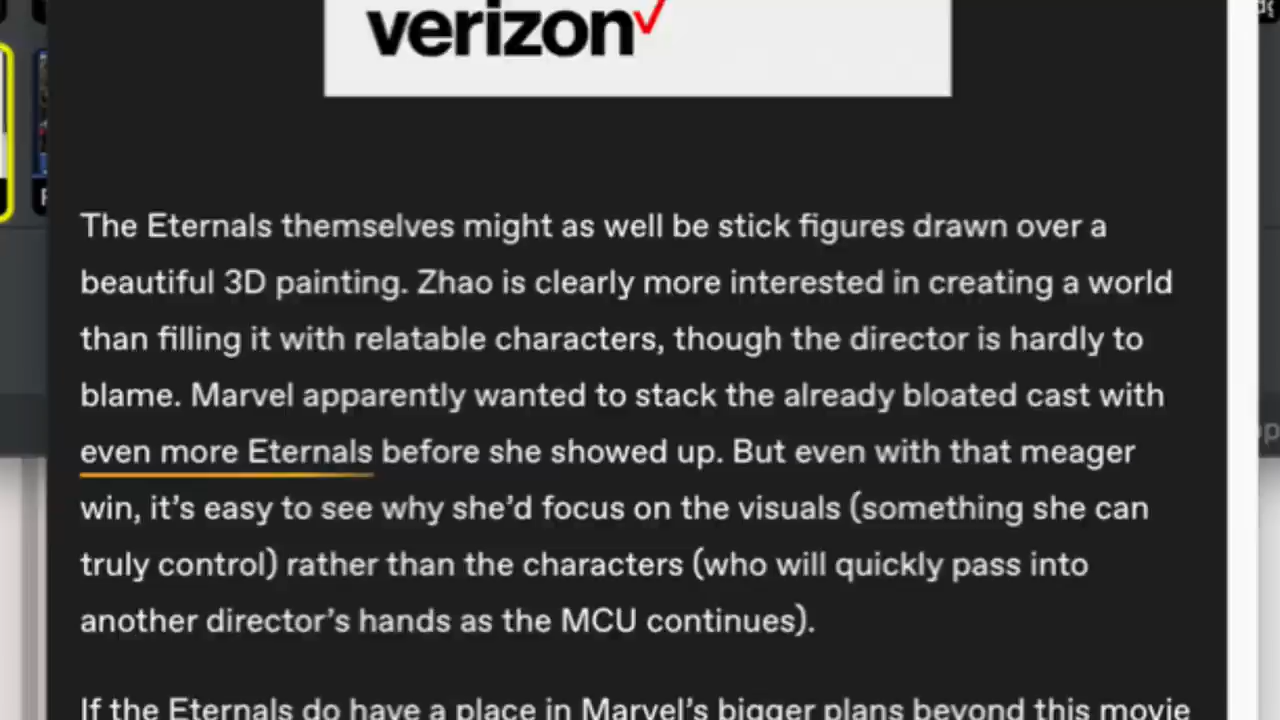 verizon✓
The Eternals themselves might as well be stick figures drawn over a
beautiful 3D painting. Zhao is clearly more interested in creating a world
than filling it with relatable characters, though the director is hardly to
blame. Marvel apparently wanted to stack the already bloated cast with
even more Eternals before she showed up. But even with that meager
win, it’s easy to see why she’d focus on the visuals (something she can
truly control) rather than the characters (who will quickly pass into
another director’s hands as the MCU continues).
If the Eternals do have a place in Marvel’s bigger plans beyond this movie